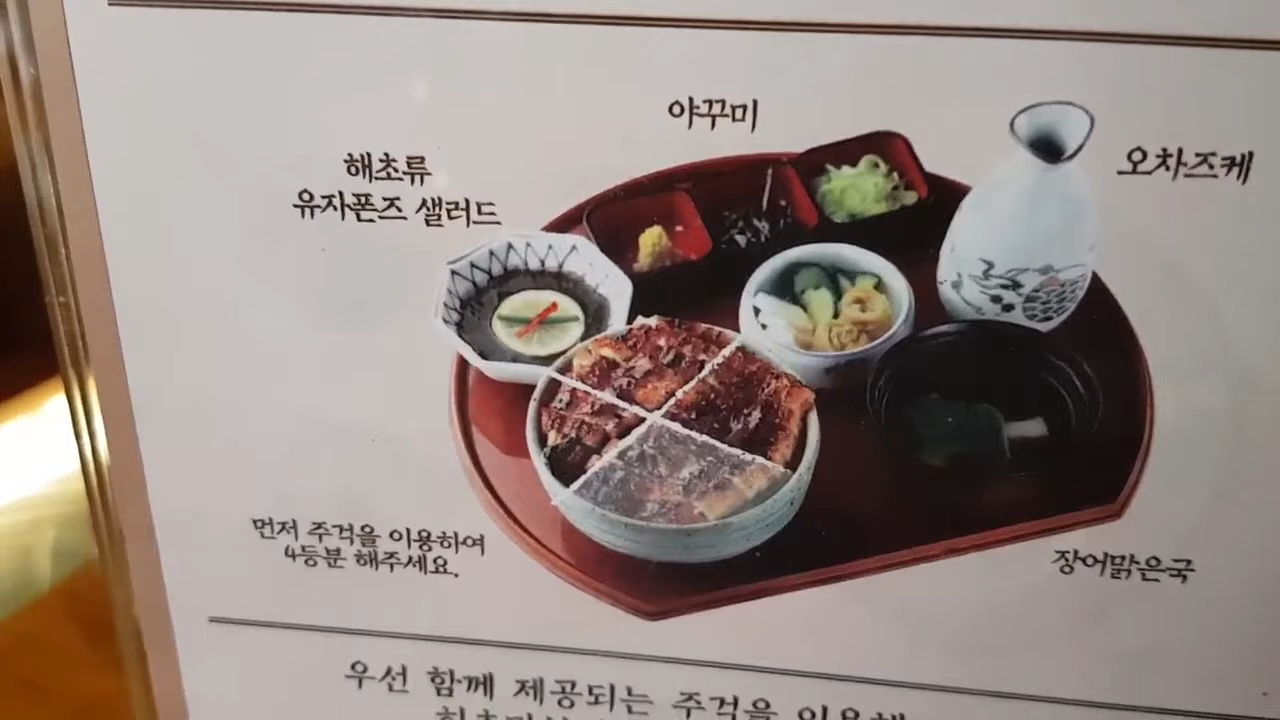 야꾸미
해초류
유자폰즈 샐러드
오차즈케
먼저 주걱을 이용하여
4등분 해주세요.
장어맑은국
우선 함께 제공되는 주걱을 이용해